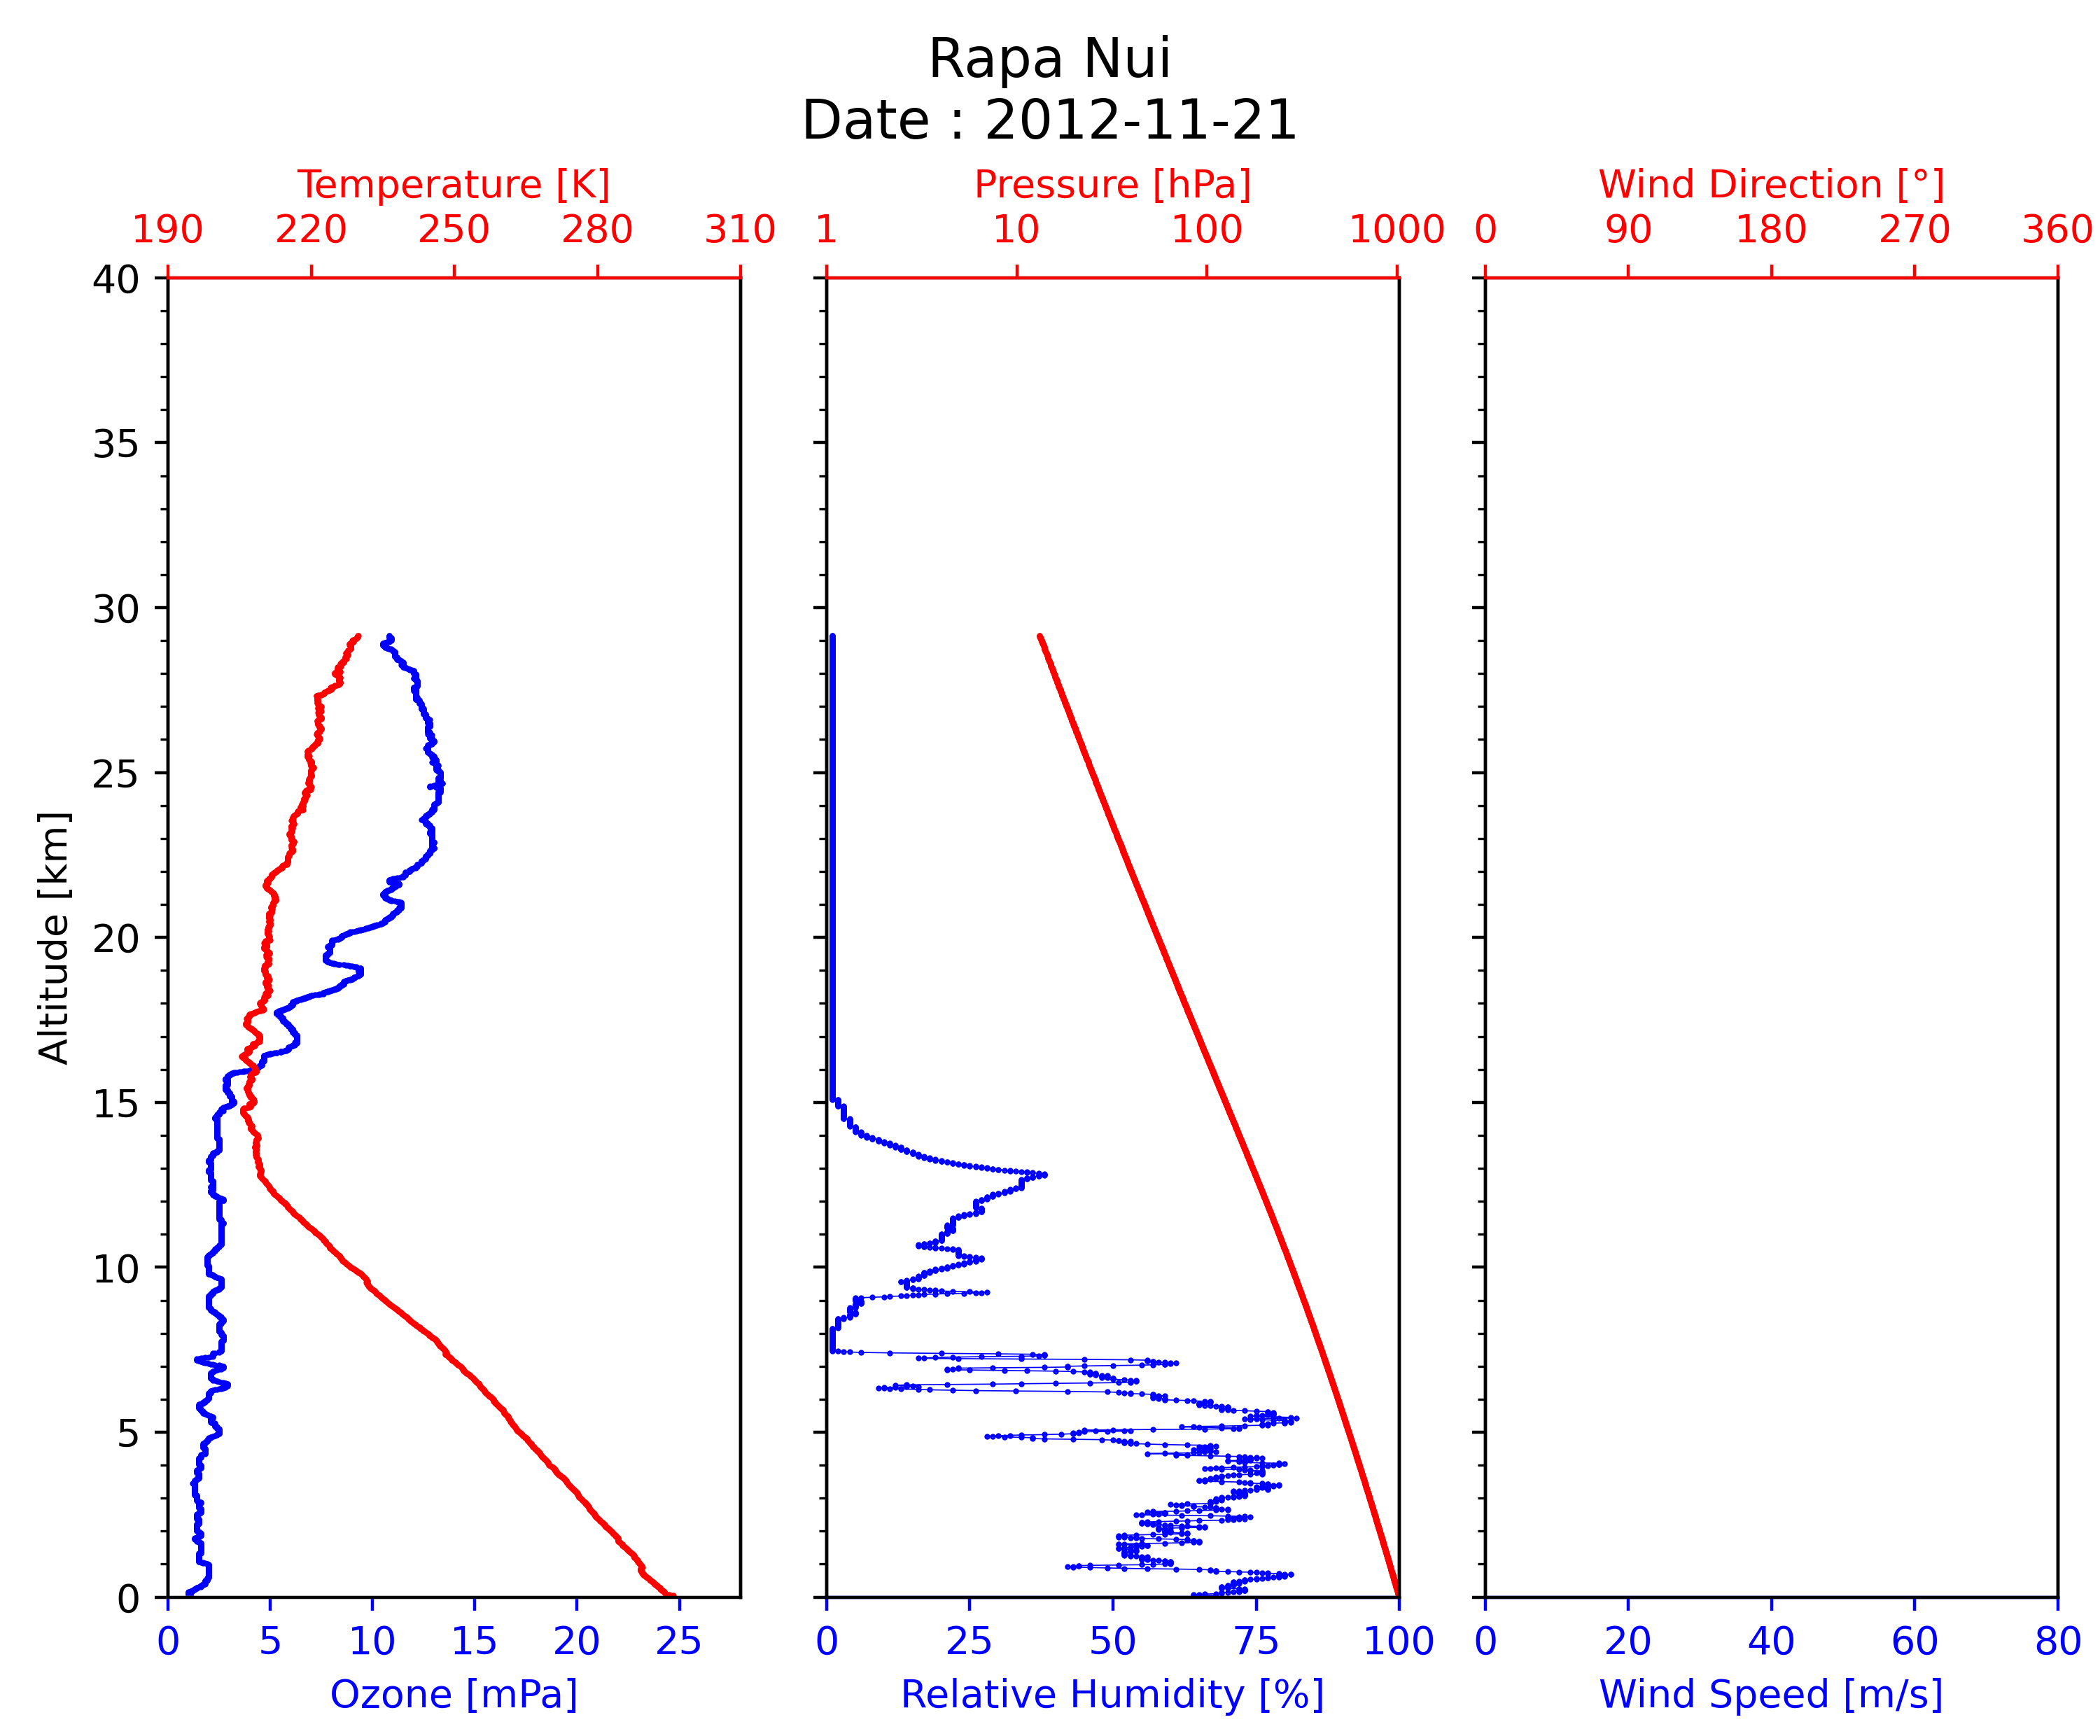 Rapa Nui
Date : 2012-11-21
Temperature [K]
190 220 250 280 310
Pressure [hPa]
1 10 100 1000
Wind Direction [°]
0 90 180 270 360
40
35
30
25
20
15
10
5
0
Altitude [km]
0 5 10 15 20 25
Ozone [mPa]
0 25 50 75 100
Relative Humidity [%]
0 20 40 60 80
Wind Speed [m/s]